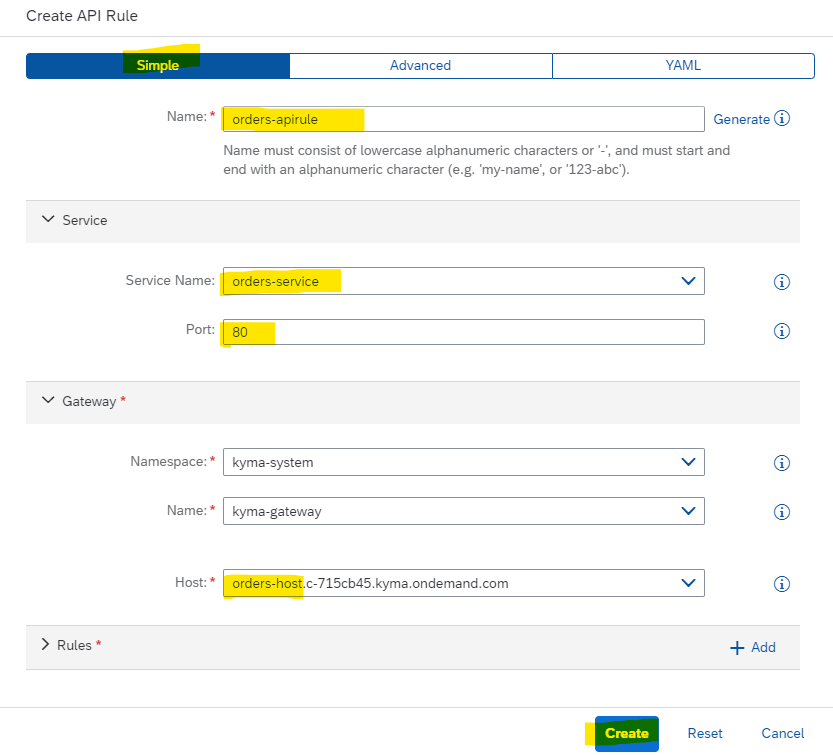 Create API Rule
Simple Advanced YAML
Name: * orders-apirule Generate
Name must consist of lowercase alphanumeric characters or '-', and must start and
end with an alphanumeric character (e.g. 'my-name', or '123-abc').
Service
Service Name: orders-service
Port: 80
Gateway *
Namespace: * kyma-system
Name: * kyma-gateway
Host: * orders-host.c-715cb45.kyma.ondemand.com
Rules * + Add
Create Reset Cancel